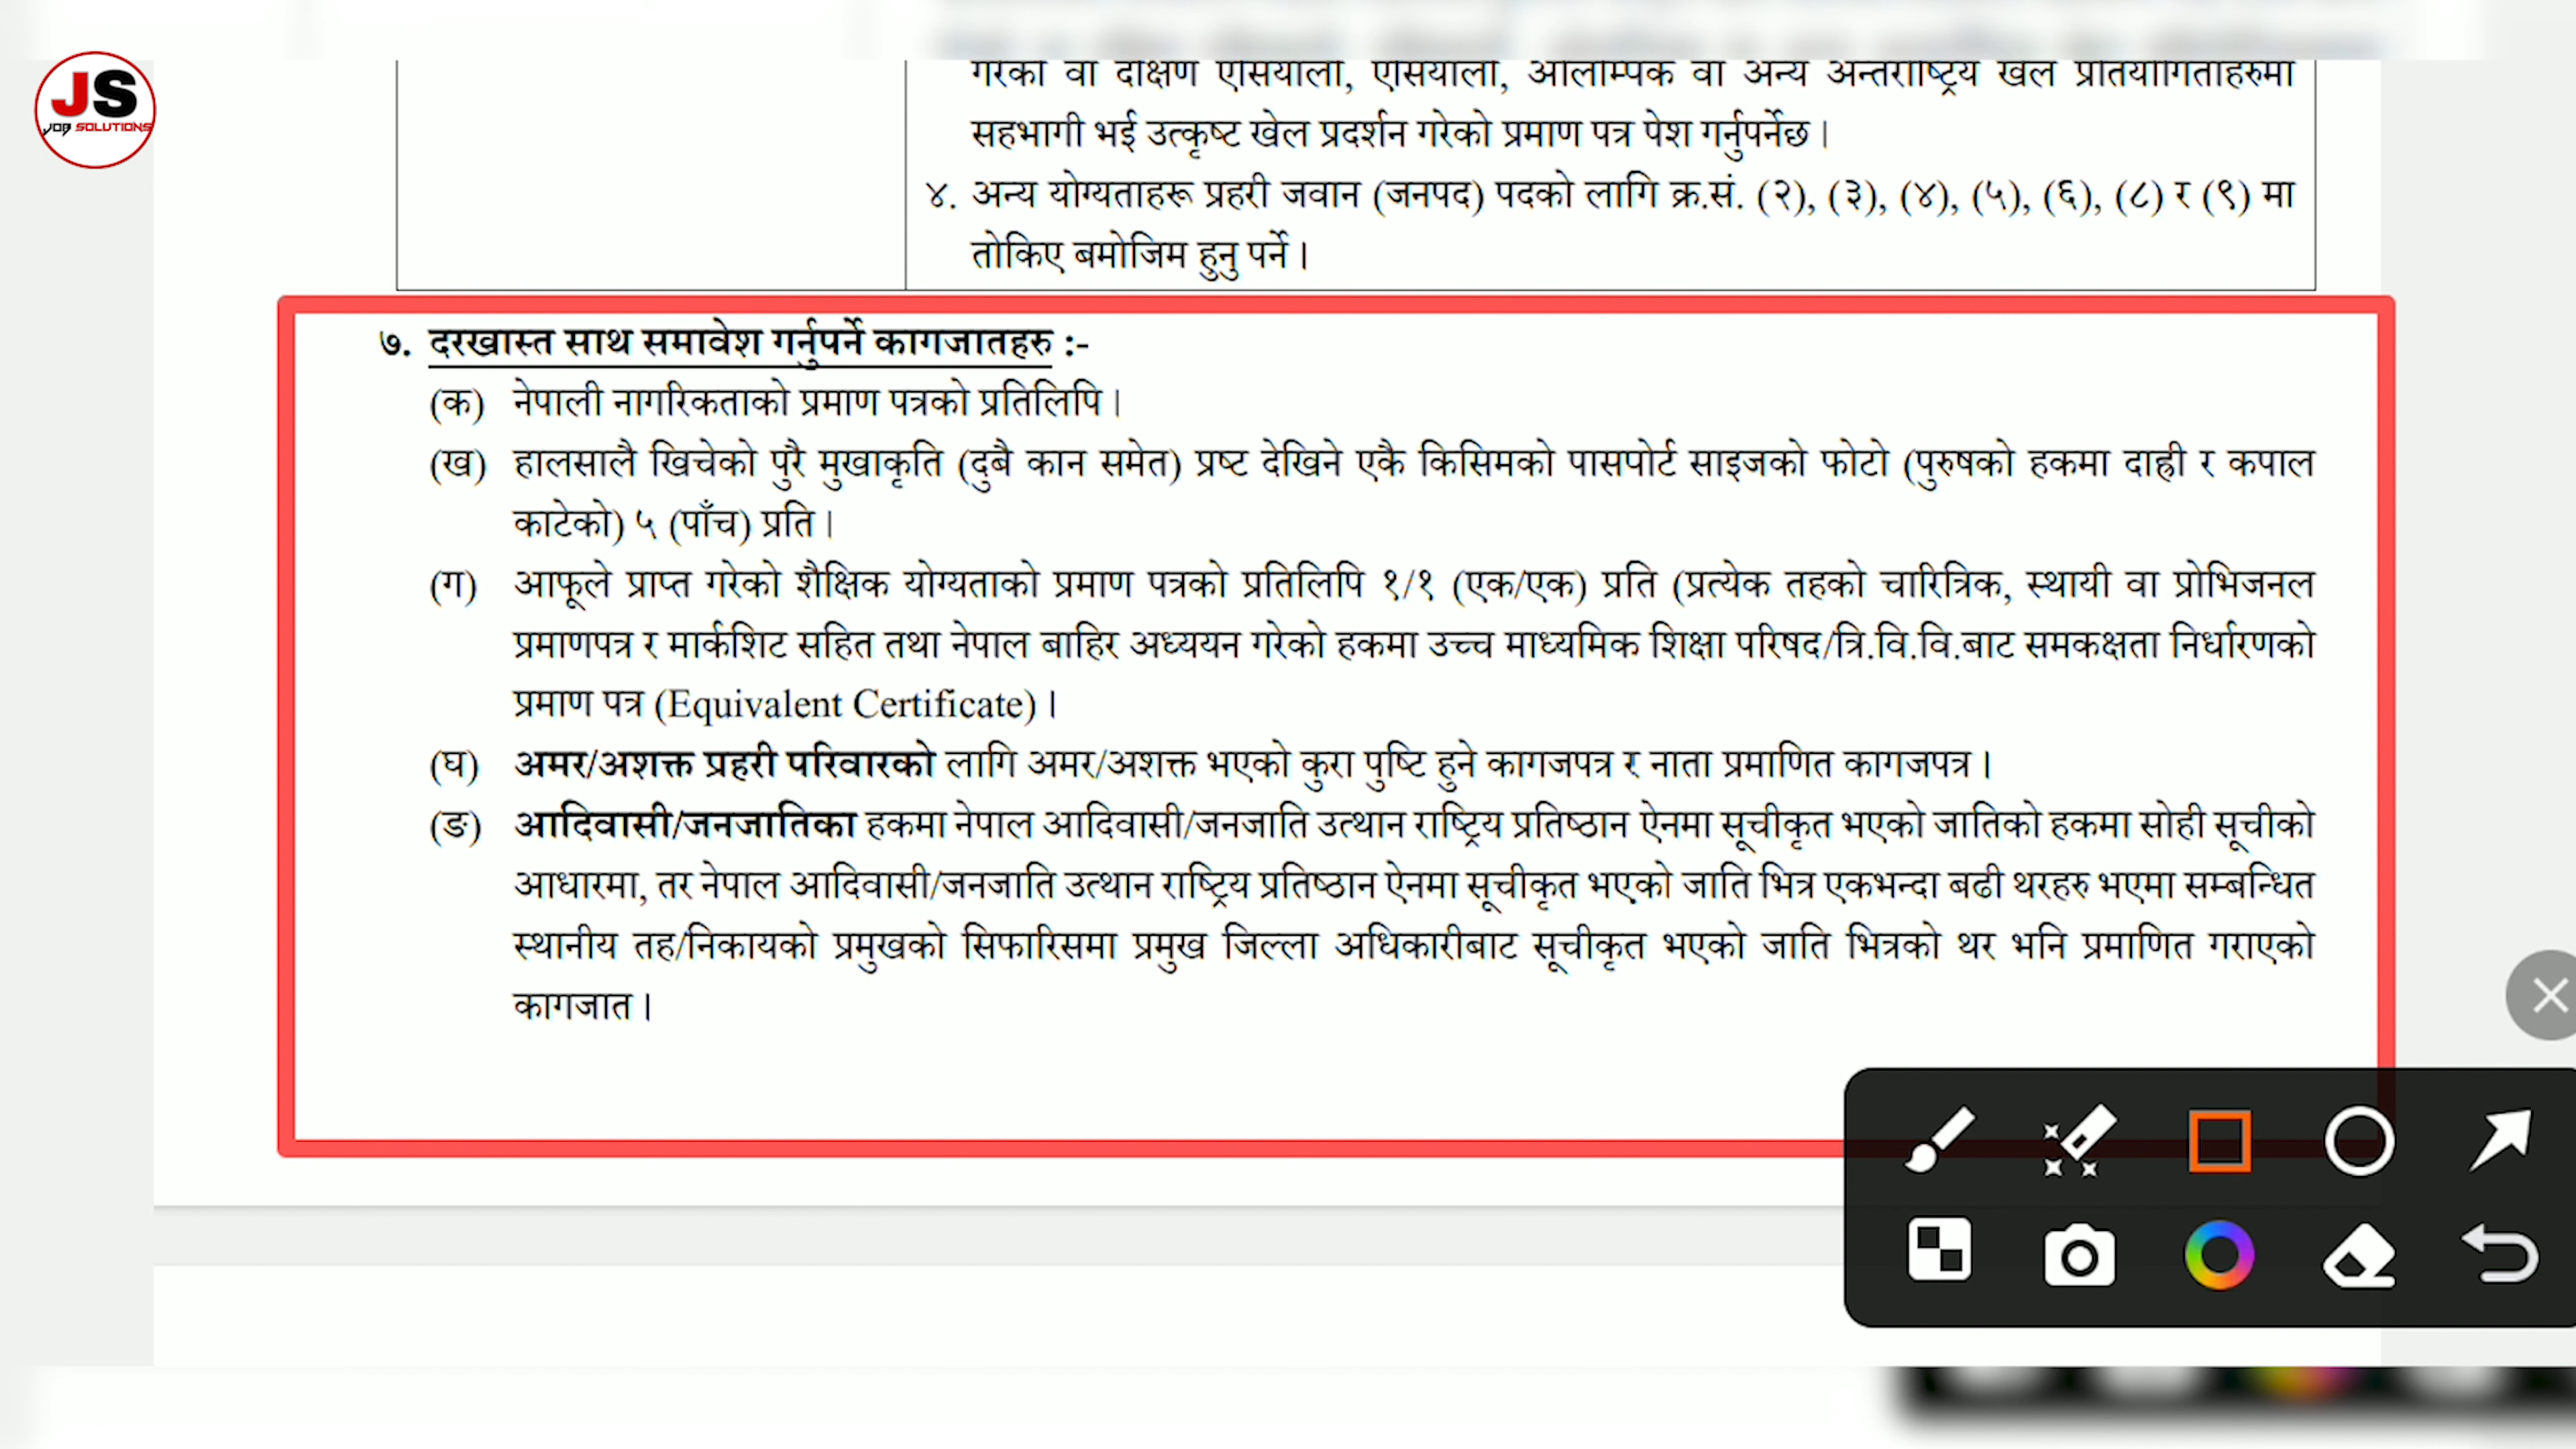 JS
JOB SOLUTIONS
गरेको वा दक्षिण एसियाली, एसियाली, ओलम्पिक वा अन्य अन्तर्राष्ट्रिय खेल प्रतियोगिताहरुमा
सहभागी भई उत्कृष्ट खेल प्रदर्शन गरेको प्रमाण पत्र पेश गर्नुपर्नेछ ।
४. अन्य योग्यताहरू प्रहरी जवान (जनपद) पदको लागि क्र.सं. (२), (३), (४), (५), (६), (८) र (९) मा
तोकिए बमोजिम हुनु पर्ने ।
७. दरखास्त साथ समावेश गर्नुपर्ने कागजातहरु :-
(क) नेपाली नागरिकताको प्रमाण पत्रको प्रतिलिपि ।
(ख) हालसालै खिचेको पुरै मुखाकृति (दुबै कान समेत) प्रष्ट देखिने एकै किसिमको पासपोर्ट साइजको फोटो (पुरुषको हकमा दाह्री र कपाल
काटेको) ५ (पाँच) प्रति ।
(ग) आफूले प्राप्त गरेको शैक्षिक योग्यताको प्रमाण पत्रको प्रतिलिपि १/१ (एक/एक) प्रति (प्रत्येक तहको चारित्रिक, स्थायी वा प्रोभिजनल
प्रमाणपत्र र मार्कशिट सहित तथा नेपाल बाहिर अध्ययन गरेको हकमा उच्च माध्यमिक शिक्षा परिषद/त्रि.वि.वि.बाट समकक्षता निर्धारणको
प्रमाण पत्र (Equivalent Certificate) ।
(घ) अमर/अशक्त प्रहरी परिवारको लागि अमर/अशक्त भएको कुरा पुष्टि हुने कागजपत्र र नाता प्रमाणित कागजपत्र ।
(ङ) आदिवासी/जनजातिका हकमा नेपाल आदिवासी/जनजाति उत्थान राष्ट्रिय प्रतिष्ठान ऐनमा सूचीकृत भएको जातिको हकमा सोही सूचीको
आधारमा, तर नेपाल आदिवासी/जनजाति उत्थान राष्ट्रिय प्रतिष्ठान ऐनमा सूचीकृत भएको जाति भित्र एकभन्दा बढी थरहरु भएमा सम्बन्धित
स्थानीय तह/निकायको प्रमुखको सिफारिसमा प्रमुख जिल्ला अधिकारीबाट सूचीकृत भएको जाति भित्रको थर भनि प्रमाणित गराएको
कागजात ।